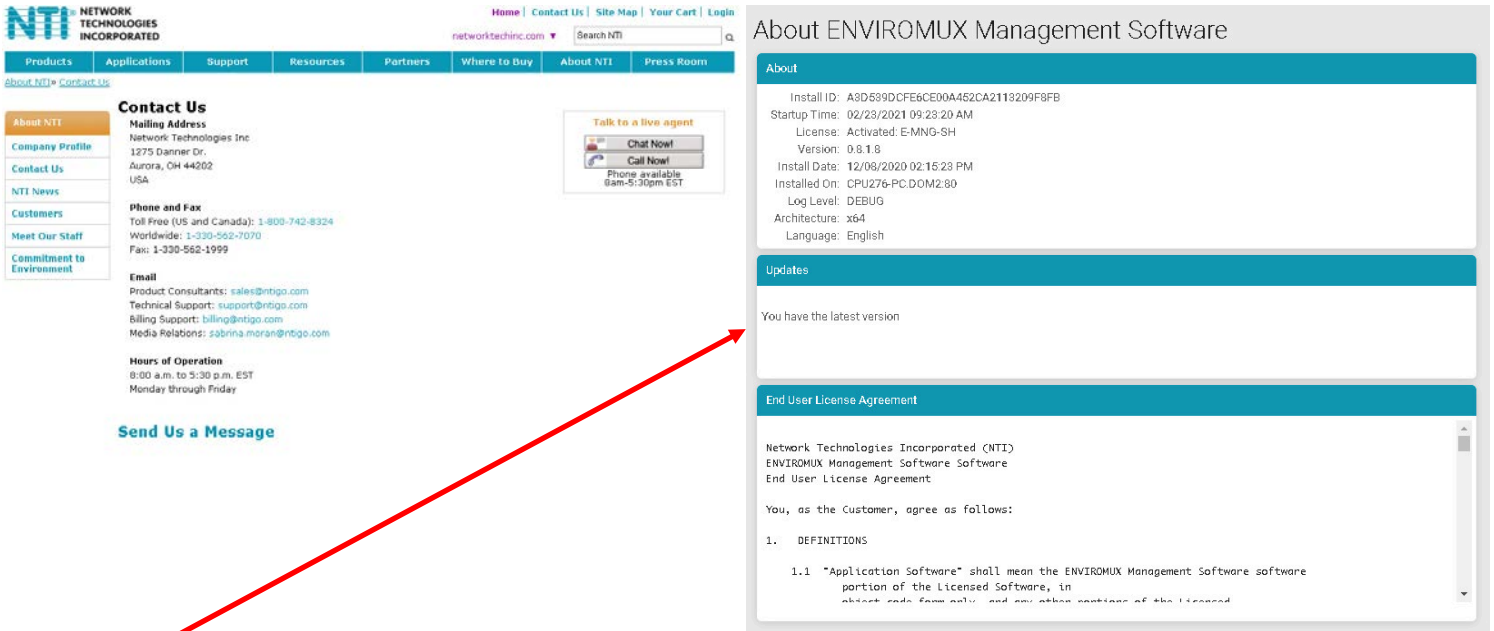 NTI NETWORK
TECHNOLOGIES
INCORPORATED
Home | Contact Us | Site Map | Your Cart | Login
networktechinc.com ▼ Search NTI
Products Applications Support Resources Partners Where to Buy About NTI Press Room
About NTI» Contact Us
About NTI
Company Profile
Contact Us
NTI News
Customers
Meet Our Staff
Commitment to
Environment
Contact Us
Mailing Address
Network Technologies Inc
1275 Danner Dr.
Aurora, OH 44202
USA
Phone and Fax
Toll Free (US and Canada): 1-800-742-8324
Worldwide: 1-330-562-7070
Fax: 1-330-562-1999
Email
Product Consultants: sales@ntigo.com
Technical Support: support@ntigo.com
Billing Support: billing@ntigo.com
Media Relations: sabrina.moran@ntigo.com
Hours of Operation
8:00 a.m. to 5:30 p.m. EST
Monday through Friday
Send Us a Message
Talk to a live agent
Chat Now!
Call Now!
Phone available
8am-5:30pm EST
About ENVIROMUX Management Software
About
Install ID: A3D539DCFE6CE00A452CA2113209F8FB
Startup Time: 02/23/2021 09:23:20 AM
License: Activated: E-MNG-SH
Version: 0.8.1.8
Install Date: 12/08/2020 02:15:23 PM
Installed On: CPU276-PC.DOM2:80
Log Level: DEBUG
Architecture: x64
Language: English
Updates
You have the latest version
End User License Agreement
Network Technologies Incorporated (NTI)
ENVIROMUX Management Software Software
End User License Agreement
You, as the Customer, agree as follows:
1. DEFINITIONS
1.1 "Application Software" shall mean the ENVIROMUX Management Software software
portion of the Licensed Software, in
object code form only, and any other portions of the Licensed